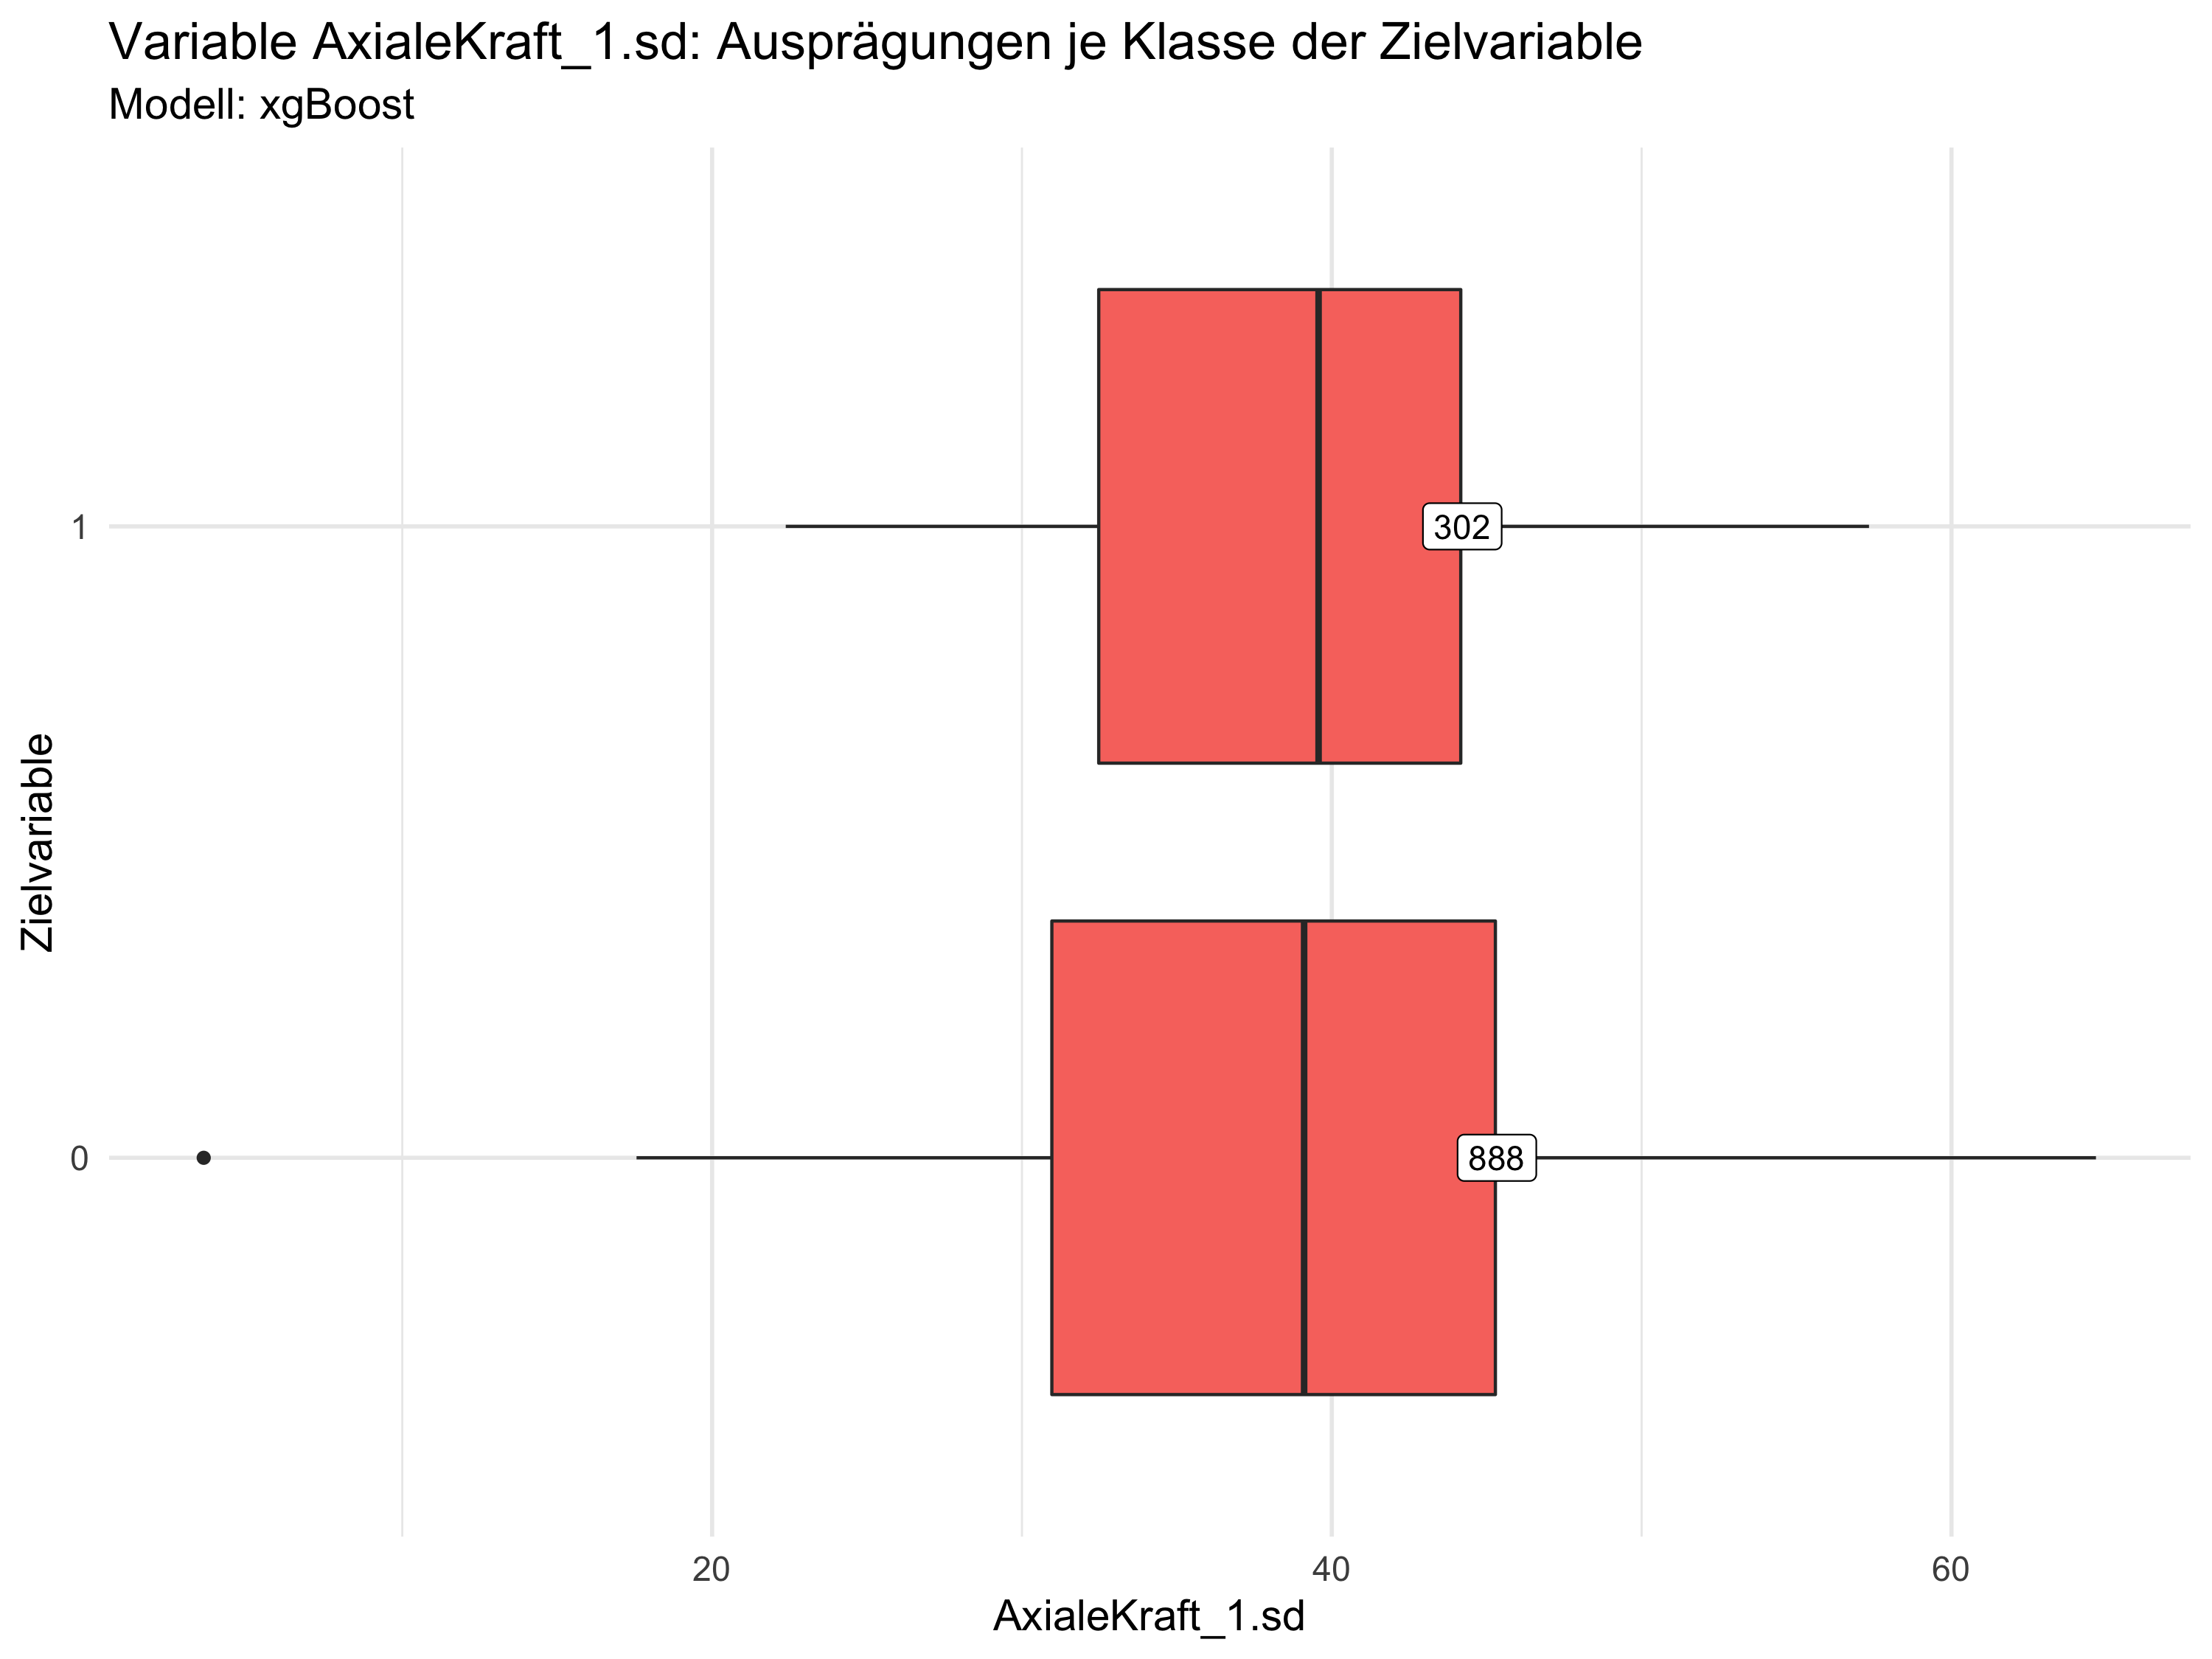 Variable AxialeKraft_1.sd: Ausprägungen je Klasse der Zielvariable
Modell: xgBoost
Zielvariable
1
302
0
888
20 40 60
AxialeKraft_1.sd